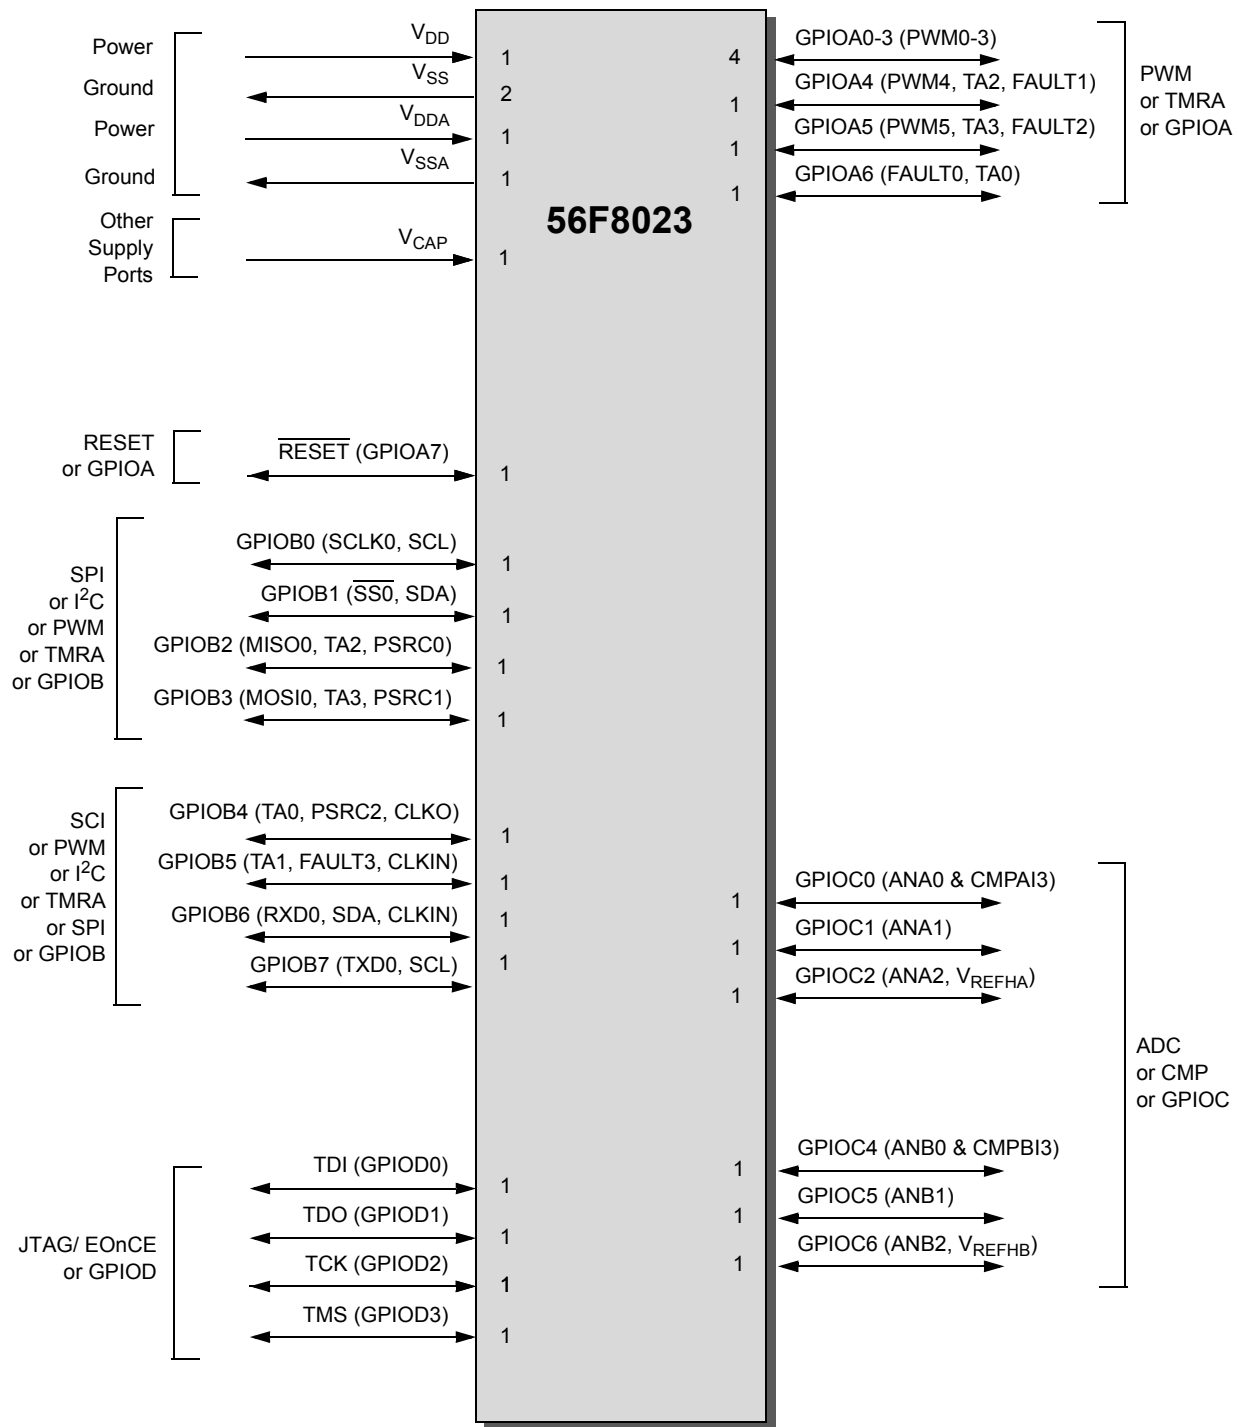 Power
V_DD
1
Ground
V_SS
2
Power
V_DDA
1
Ground
V_SSA
1
Other
Supply
Ports
V_CAP
1
56F8023
4
GPIOA0-3 (PWM0-3)
1
GPIOA4 (PWM4, TA2, FAULT1)
1
GPIOA5 (PWM5, TA3, FAULT2)
1
GPIOA6 (FAULT0, TA0)
PWM
or TMRA
or GPIOA
RESET
or GPIOA
RESET (GPIOA7)
1
SPI
or I²C
or PWM
or TMRA
or GPIOB
GPIOB0 (SCLK0, SCL)
1
GPIOB1 (SS0, SDA)
1
GPIOB2 (MISO0, TA2, PSRC0)
1
GPIOB3 (MOSI0, TA3, PSRC1)
1
SCI
or PWM
or I²C
or TMRA
or SPI
or GPIOB
GPIOB4 (TA0, PSRC2, CLKO)
1
GPIOB5 (TA1, FAULT3, CLKIN)
1
GPIOB6 (RXD0, SDA, CLKIN)
1
GPIOB7 (TXD0, SCL)
1
1
GPIOC0 (ANA0 & CMPAI3)
1
GPIOC1 (ANA1)
1
GPIOC2 (ANA2, V_REFHA)
ADC
or CMP
or GPIOC
1
GPIOC4 (ANB0 & CMPBI3)
1
GPIOC5 (ANB1)
1
GPIOC6 (ANB2, V_REFHB)
JTAG/ EOnCE
or GPIOD
TDI (GPIOD0)
1
TDO (GPIOD1)
1
TCK (GPIOD2)
1
TMS (GPIOD3)
1